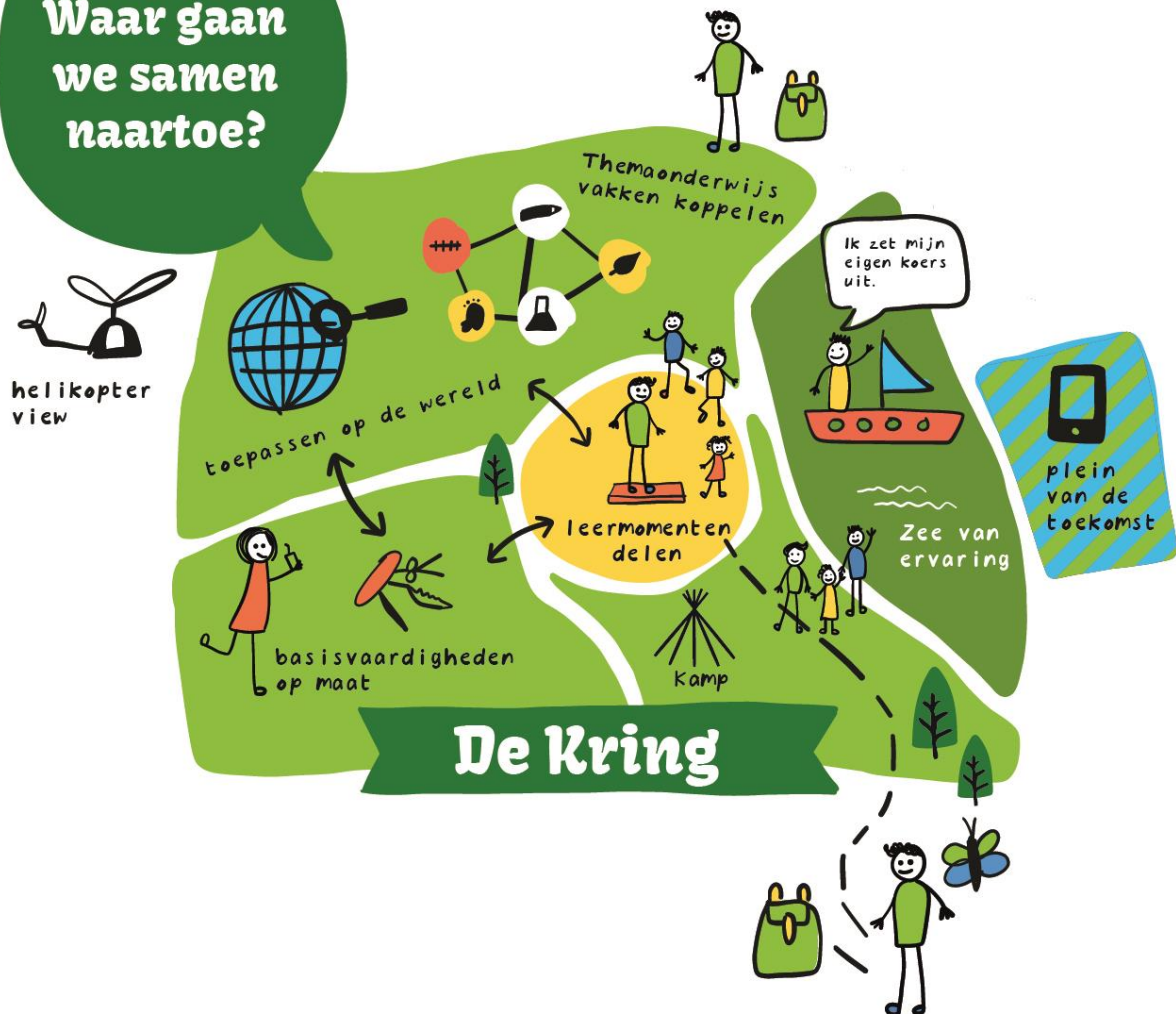 Waar gaan
we samen
naartoe?
Themaonderwijs
vakken koppelen
Ik zet mijn
eigen koers
uit.
helikopter
view
toepassen op de wereld
plein
van de
toekomst
leermomenten
delen
Zee van
ervaring
basisvaardigheden
op maat
Kamp
De Kring